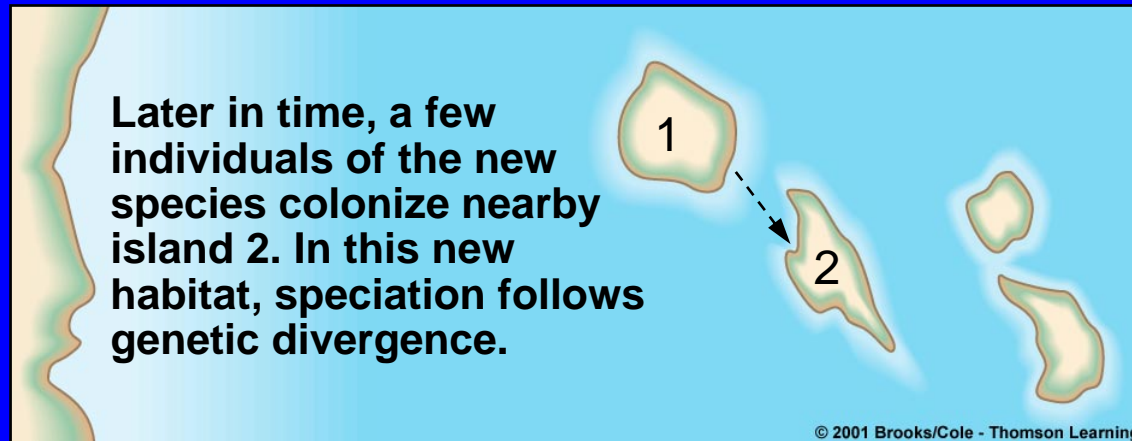 Later in time, a few
individuals of the new
species colonize nearby
island 2. In this new
habitat, speciation follows
genetic divergence.
1
2
© 2001 Brooks/Cole - Thomson Learning